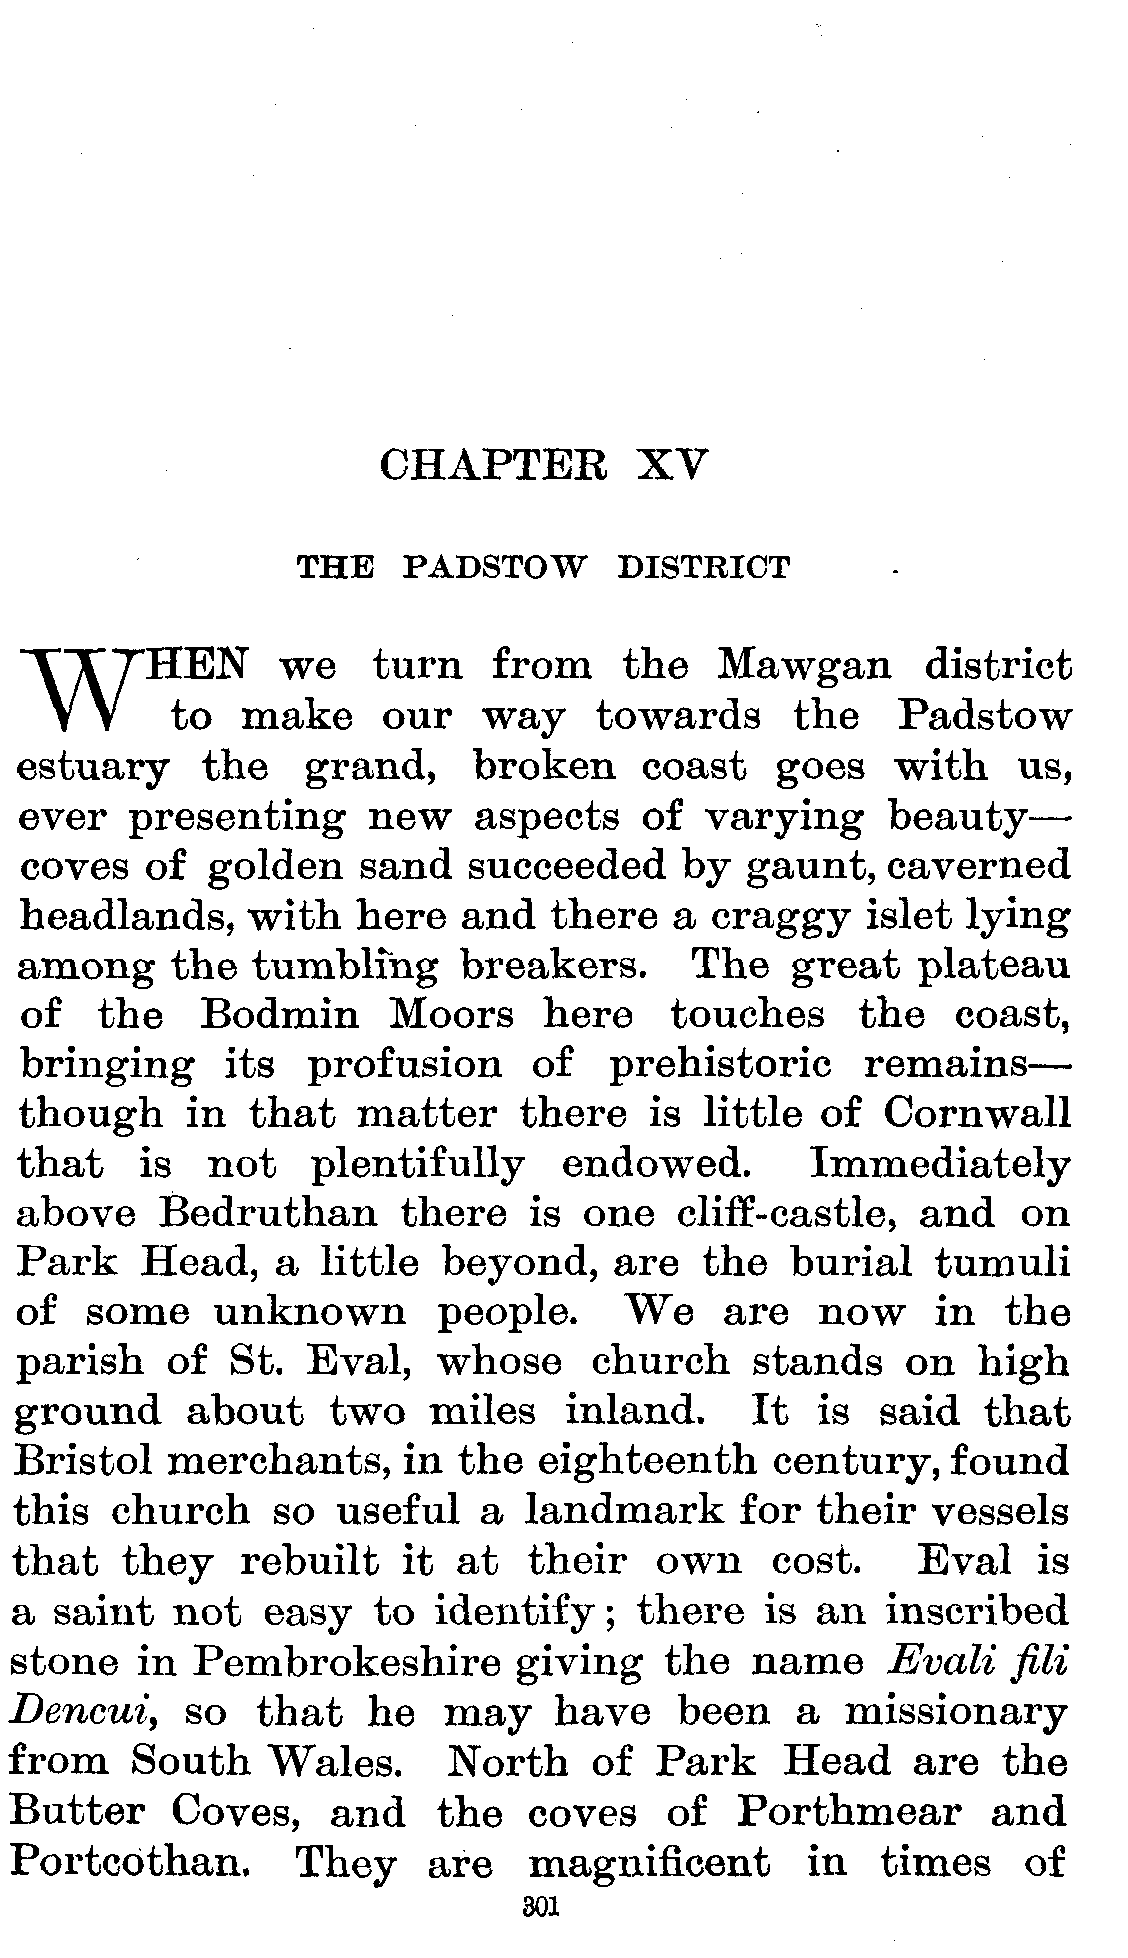 CHAPTER XV
THE PADSTOW DISTRICT
WHEN we turn from the Mawgan district
to make our way towards the Padstow
estuary the grand, broken coast goes with us,
ever presenting new aspects of varying beauty—
coves of golden sand succeeded by gaunt, caverned
headlands, with here and there a craggy islet lying
among the tumbling breakers. The great plateau
of the Bodmin Moors here touches the coast,
bringing its profusion of prehistoric remains—
though in that matter there is little of Cornwall
that is not plentifully endowed. Immediately
above Bedruthan there is one cliff-castle, and on
Park Head, a little beyond, are the burial tumuli
of some unknown people. We are now in the
parish of St. Eval, whose church stands on high
ground about two miles inland. It is said that
Bristol merchants, in the eighteenth century, found
this church so useful a landmark for their vessels
that they rebuilt it at their own cost. Eval is
a saint not easy to identify; there is an inscribed
stone in Pembrokeshire giving the name Evali fili
Dencui, so that he may have been a missionary
from South Wales. North of Park Head are the
Butter Coves, and the coves of Porthmear and
Portcothan. They are magnificent in times of
301